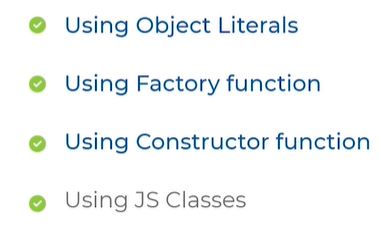 Using Object Literals
Using Factory function
Using Constructor function
Using JS Classes